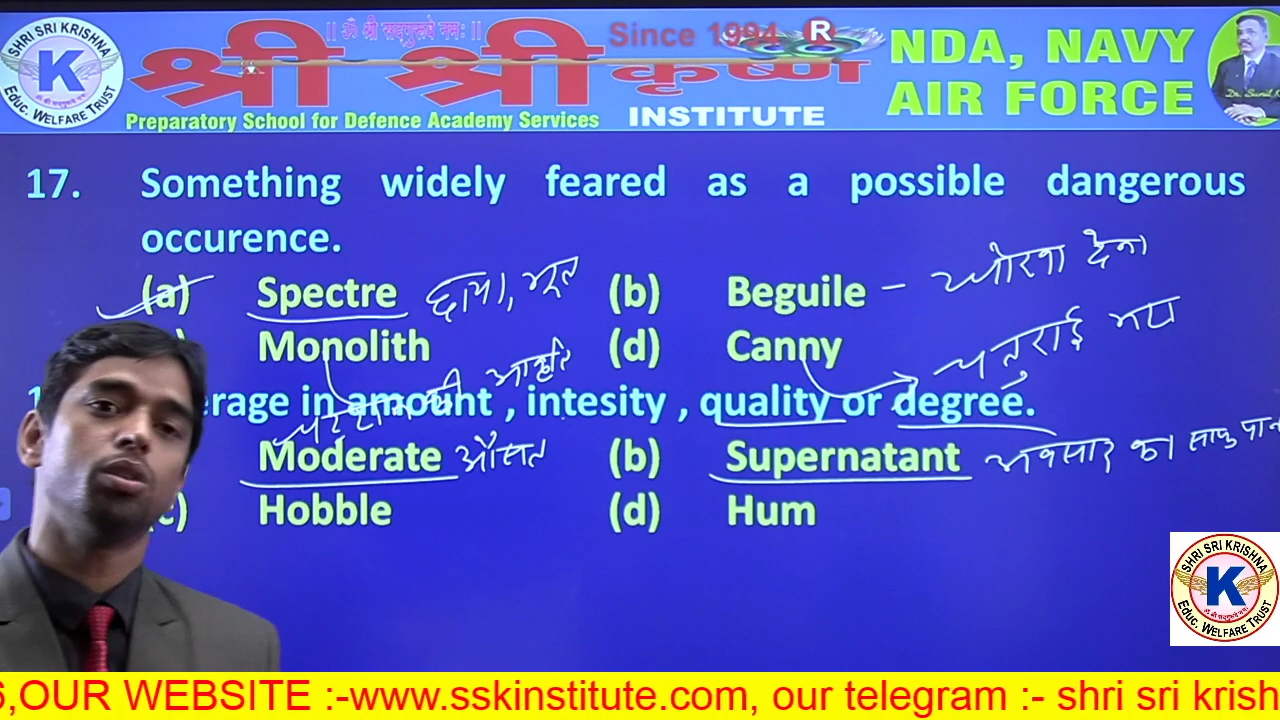 || ॐ श्री सदगुरुवे नमः ||
SHRI SRI KRISHNA
K
Educ. WELFARE TRUST
श्री श्री कृष्णा
Since 1994 R
INSTITUTE
Preparatory School for Defence Academy Services
NDA, NAVY
AIR FORCE
17. Something widely feared as a possible dangerous
occurence.
(a) Spectre छाया, भूत (b) Beguile –
Monolith (d) Canny
erage in amount , intesity , quality or degree.
Moderate औसत (b) Supernatant
(c) Hobble (d) Hum
SHRI SRI KRISHNA
K
Educ. WELFARE TRUST
6,OUR WEBSITE :-www.sskinstitute.com, our telegram :- shri sri krish